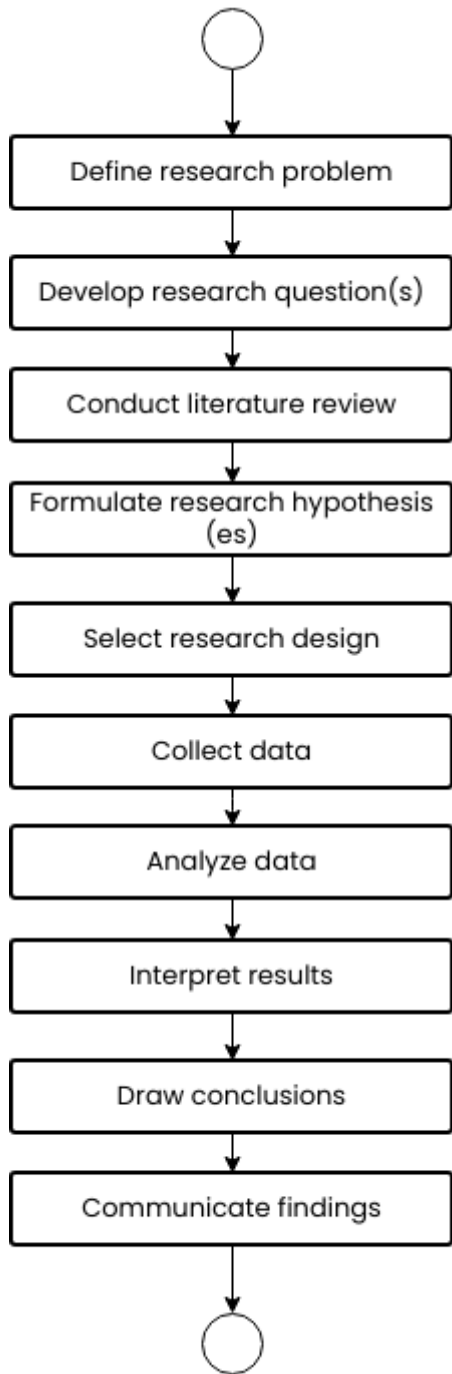 Define research problem
Develop research question(s)
Conduct literature review
Formulate research hypothesis
(es)
Select research design
Collect data
Analyze data
Interpret results
Draw conclusions
Communicate findings